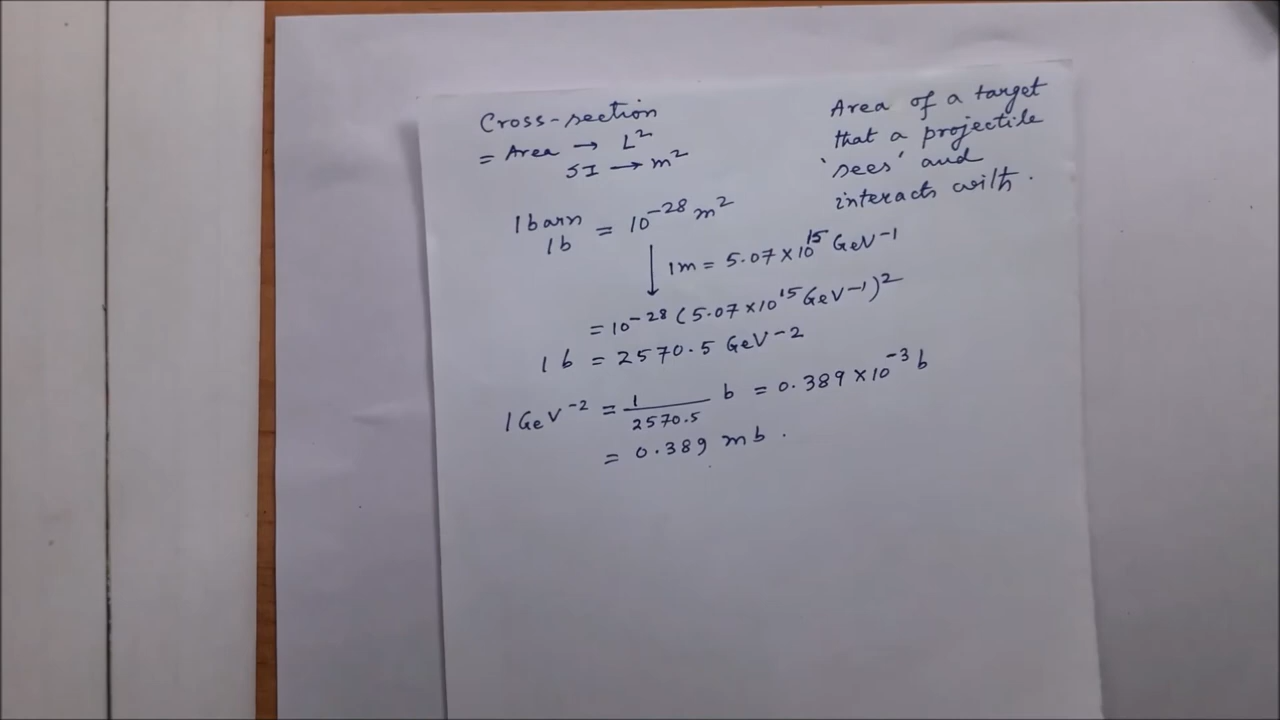 Cross-section
= Area → L²
SI → m²
Area of a target
that a projectile
'sees' and
interacts with.
1 barn
1b = 10⁻²⁸ m²
↓ 1m = 5.07 × 10¹⁵ GeV⁻¹
= 10⁻²⁸ (5.07 × 10¹⁵ GeV⁻¹)²
1 b = 2570.5 GeV⁻²
1 GeV⁻² = 1/2570.5 b = 0.389 × 10⁻³ b
= 0.389 mb.